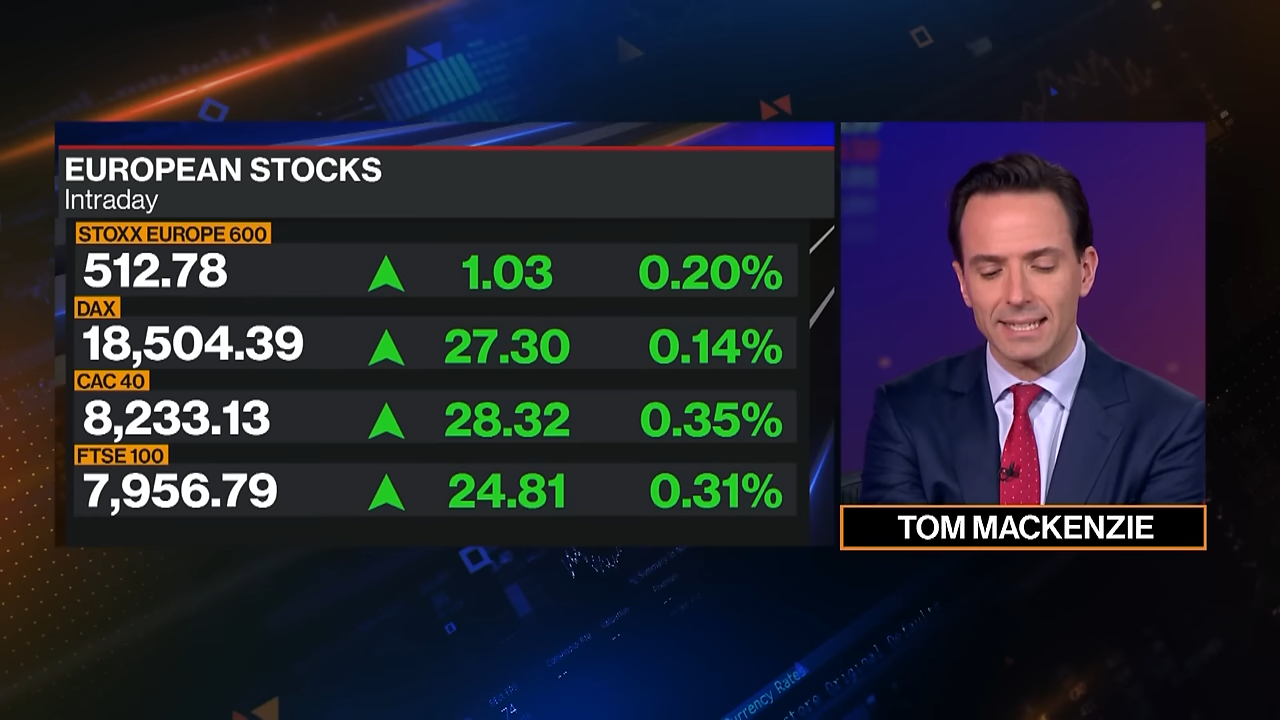 EUROPEAN STOCKS
Intraday
STOXX EUROPE 600
512.78 1.03 0.20%
DAX
18,504.39 27.30 0.14%
CAC 40
8,233.13 28.32 0.35%
FTSE 100
7,956.79 24.81 0.31%
TOM MACKENZIE
74